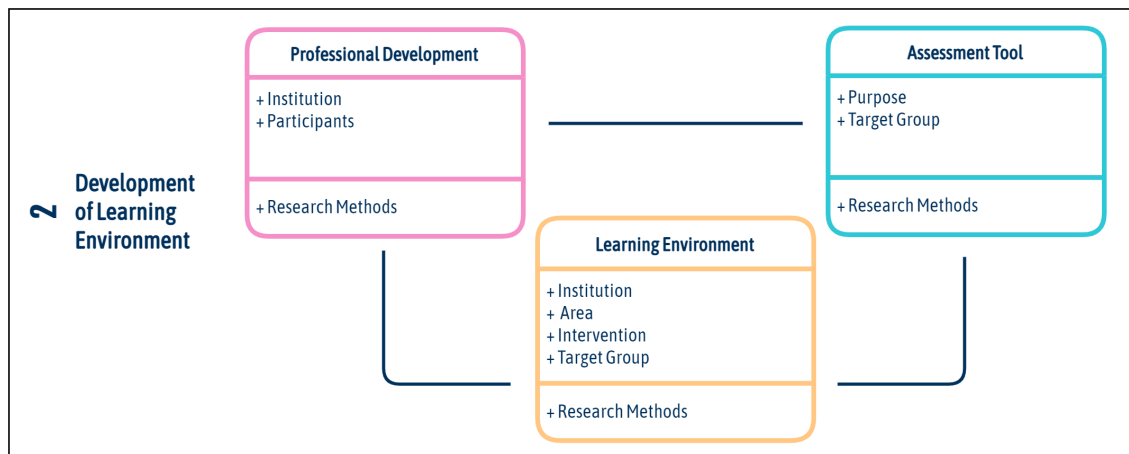 2
Development
of Learning
Environment
Professional Development
+ Institution
+ Participants
+ Research Methods
Assessment Tool
+ Purpose
+ Target Group
+ Research Methods
Learning Environment
+ Institution
+ Area
+ Intervention
+ Target Group
+ Research Methods